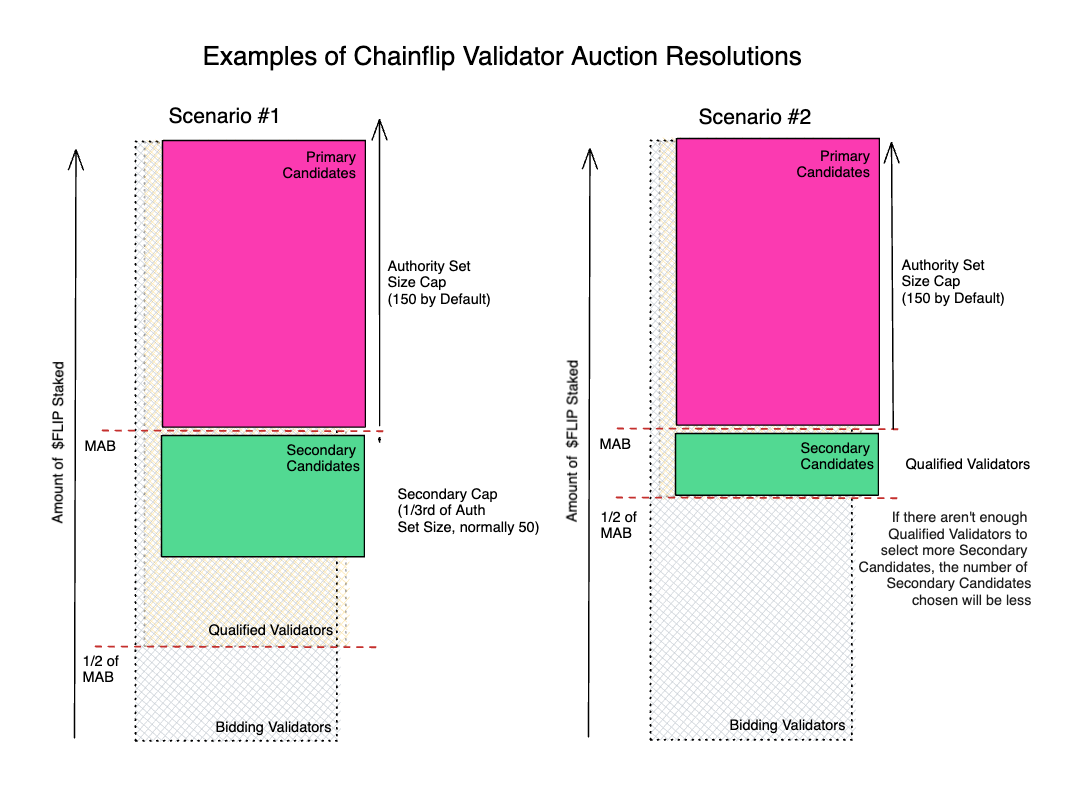 Examples of Chainflip Validator Auction Resolutions
Scenario #1
Primary
Candidates
Authority Set
Size Cap
(150 by Default)
Amount of $FLIP Staked
MAB
Secondary
Candidates
Secondary Cap
(1/3rd of Auth
Set Size, normally 50)
Qualified Validators
1/2 of
MAB
Bidding Validators
Scenario #2
Primary
Candidates
Authority Set
Size Cap
(150 by Default)
Amount of $FLIP Staked
MAB
Secondary
Candidates
Qualified Validators
1/2 of
MAB
If there aren't enough
Qualified Validators to
select more Secondary
Candidates, the number of
Secondary Candidates
chosen will be less
Bidding Validators